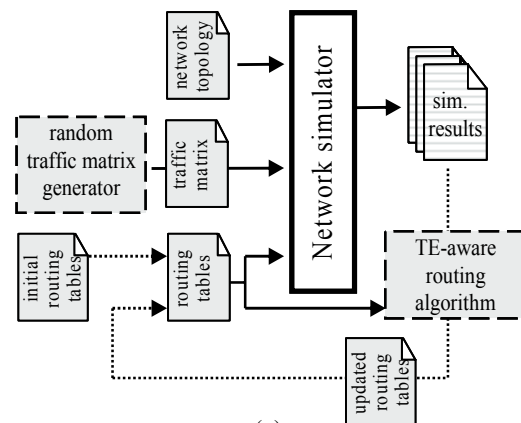 network
topology
Network simulator
sim.
results
random
traffic matrix
generator
traffic
matrix
initial
routing
tables
routing
tables
TE-aware
routing
algorithm
updated
routing
tables